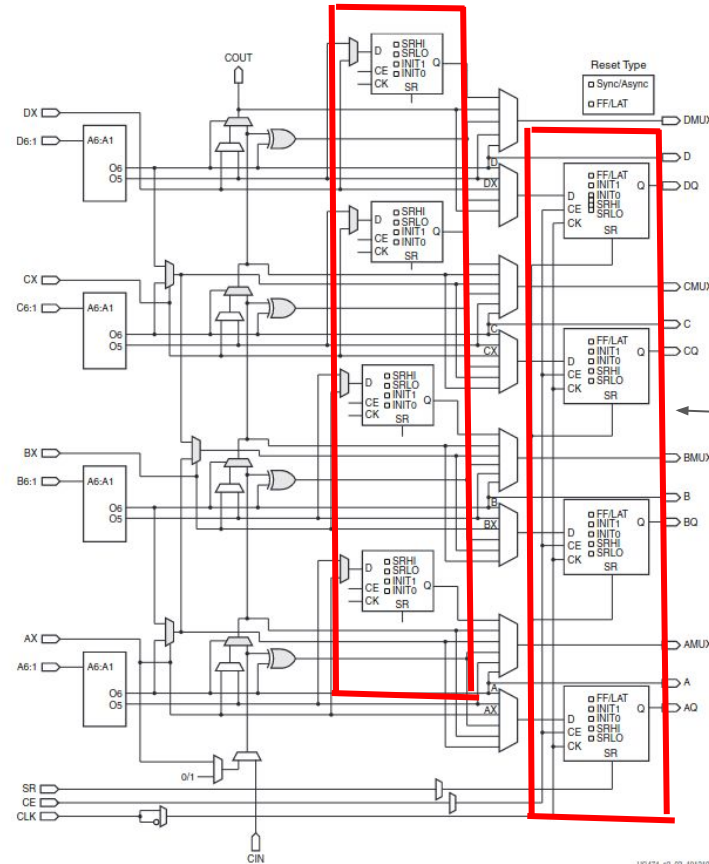 COUT
Reset Type
Sync/Async
FF/LAT
D
CE
CK
SRHI
SRLO
INIT1
INIT0
Q
SR
DX
D6:1
A6:A1
O6
O5
DMUX
D
DX
D
DQ
D
CE
CK
FF/LAT
INIT1
INIT0
SRHI
SRLO
Q
SR
D
CE
CK
SRHI
SRLO
INIT1
INIT0
Q
SR
CX
C6:1
A6:A1
O6
O5
CMUX
C
CX
C
CQ
D
CE
CK
FF/LAT
INIT1
INIT0
SRHI
SRLO
Q
SR
D
CE
CK
SRHI
SRLO
INIT1
INIT0
Q
SR
BX
B6:1
A6:A1
O6
O5
BMUX
B
BX
B
BQ
D
CE
CK
FF/LAT
INIT1
INIT0
SRHI
SRLO
Q
SR
D
CE
CK
SRHI
SRLO
INIT1
INIT0
Q
SR
AX
A6:1
A6:A1
O6
O5
AMUX
A
AX
A
AQ
D
CE
CK
FF/LAT
INIT1
INIT0
SRHI
SRLO
Q
SR
0/1
SR
CE
CLK
CIN